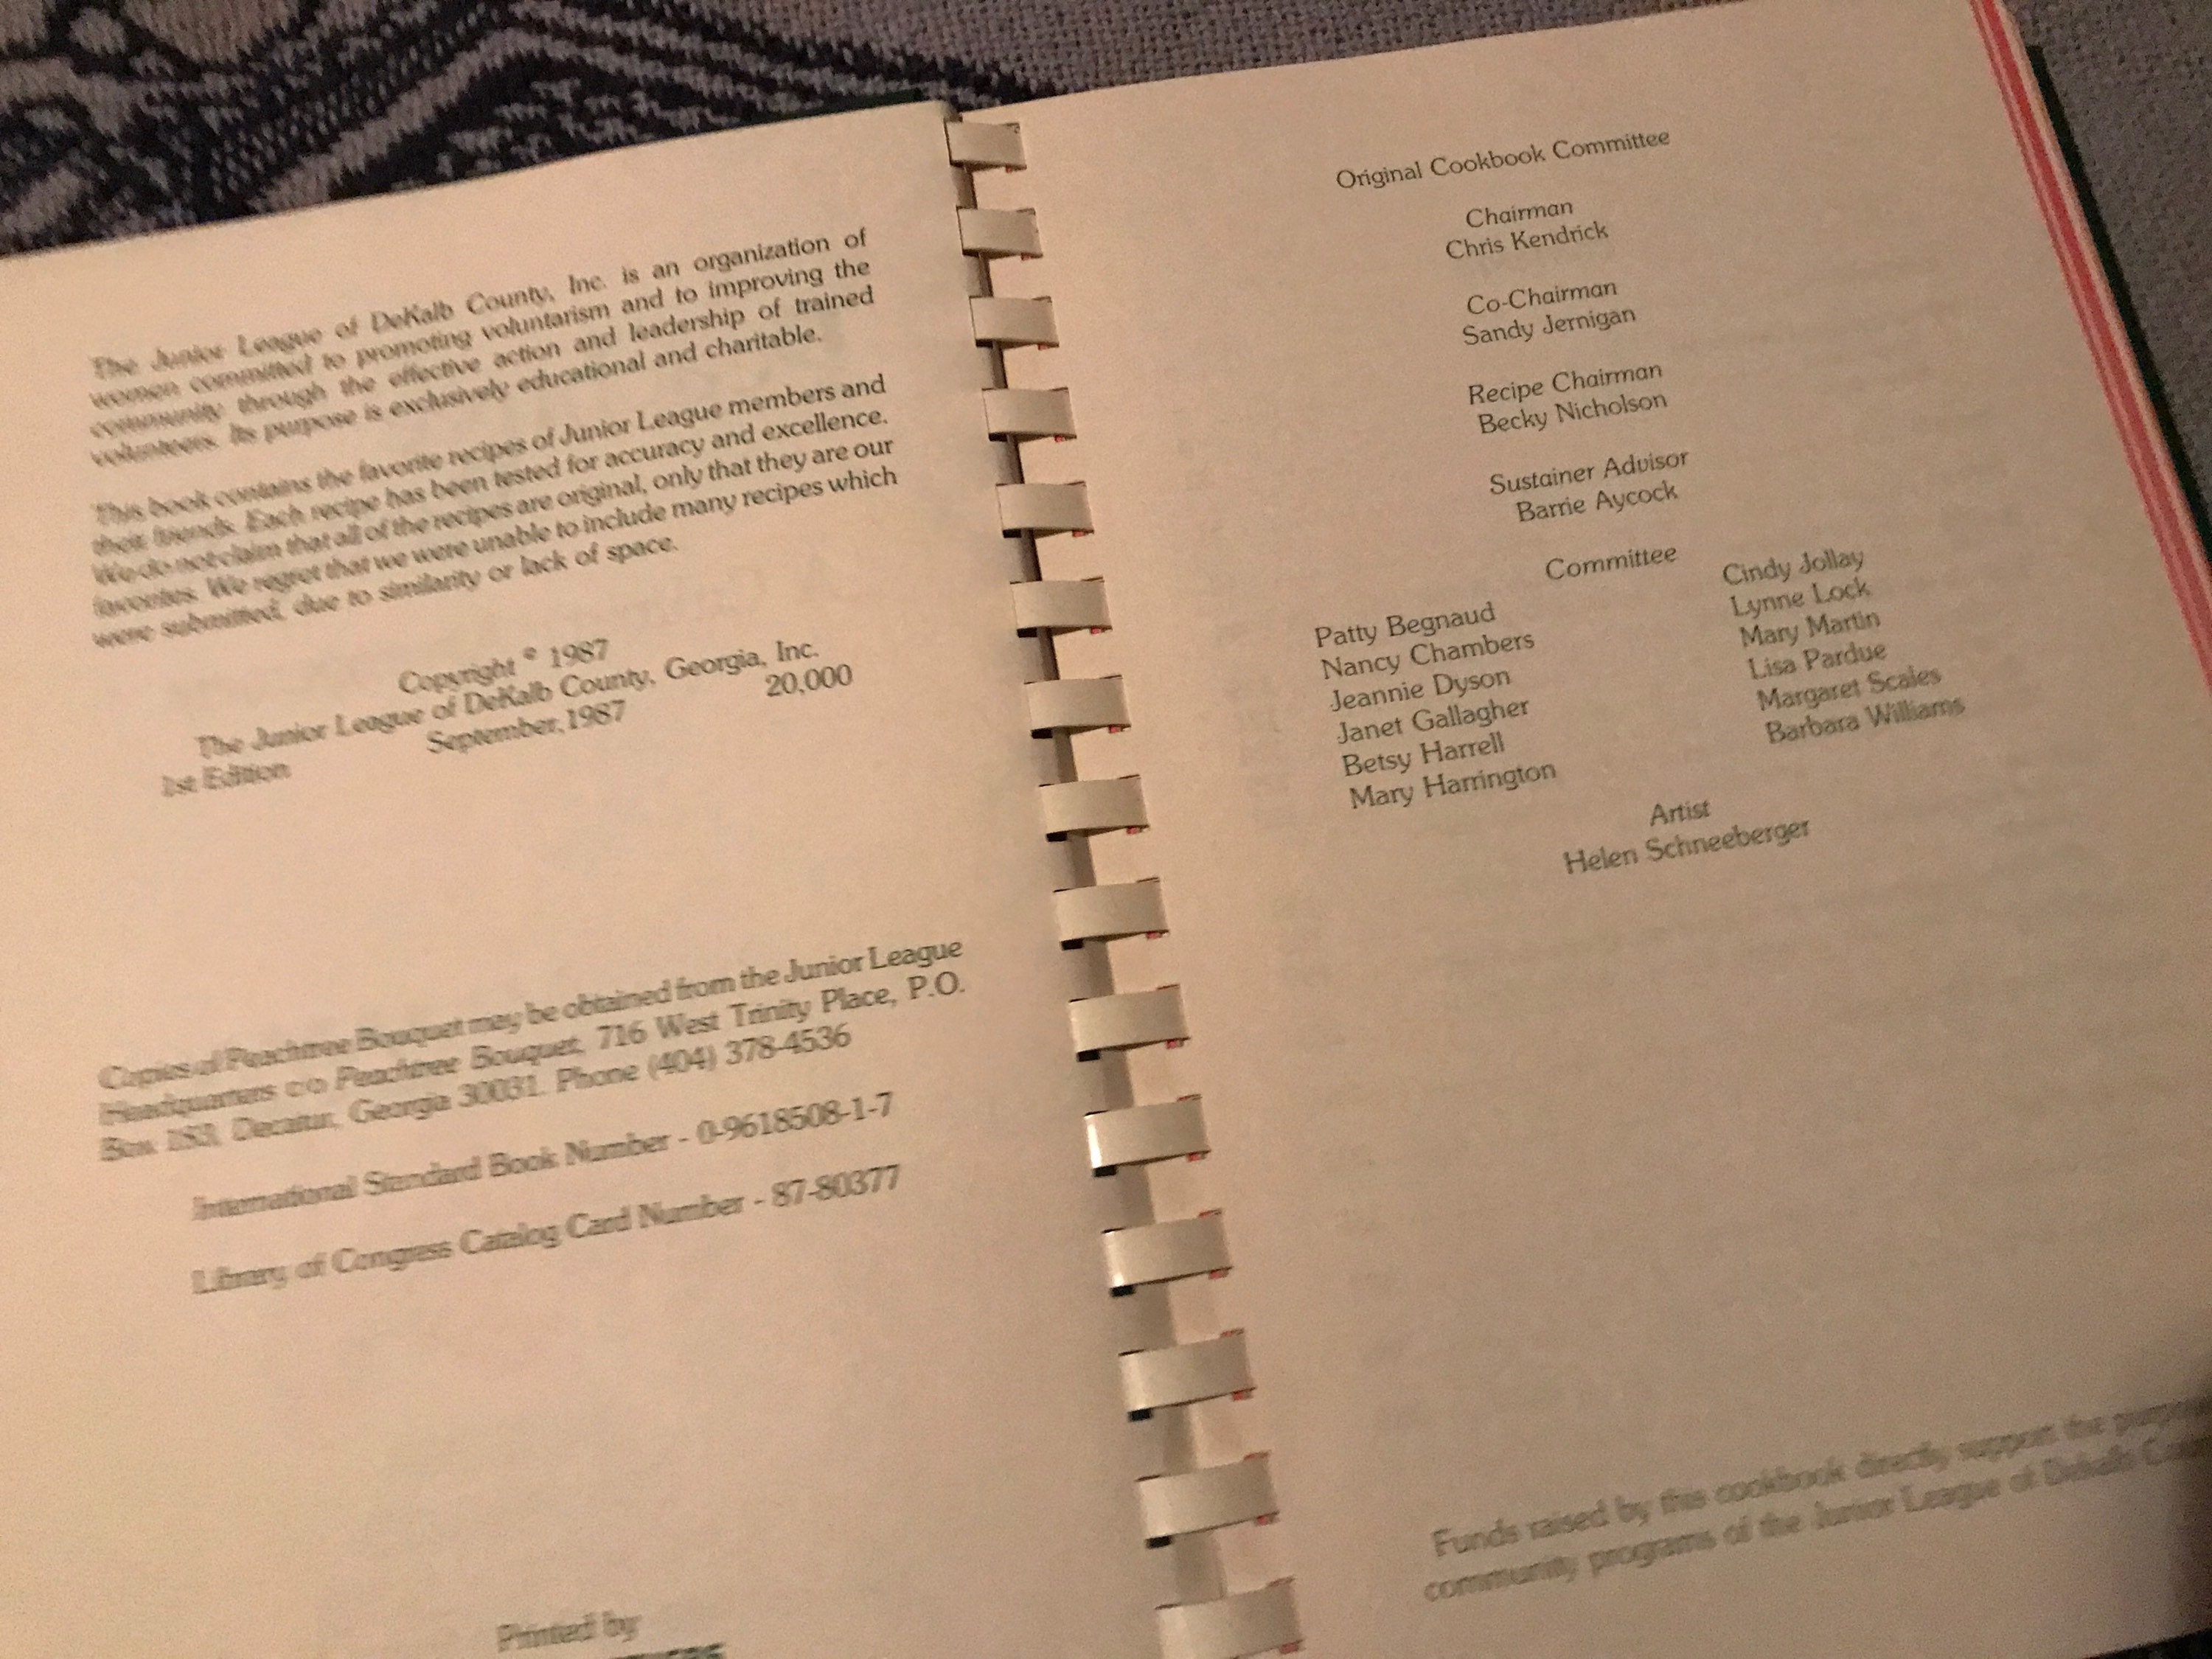 The Junior League of DeKalb County, Inc. is an organization of
women committed to promoting voluntarism and to improving the
community through the effective action and leadership of trained
volunteers. Its purpose is exclusively educational and charitable.
This book contains the favorite recipes of Junior League members and
their friends. Each recipe has been tested for accuracy and excellence.
We do not claim that all of the recipes are original, only that they are our
favorites. We regret that we were unable to include many recipes which
were submitted, due to similarity or lack of space.
Copyright © 1987
The Junior League of DeKalb County, Georgia, Inc.
1st Edition September, 1987 20,000
Copies of Peachtree Bouquet may be obtained from the Junior League
Headquarters c/o Peachtree Bouquet, 716 West Trinity Place, P.O.
Box 183, Decatur, Georgia 30031. Phone (404) 378-4536
International Standard Book Number - 0-9618508-1-7
Library of Congress Catalog Card Number - 87-80377
Printed by
Original Cookbook Committee
Chairman
Chris Kendrick
Co-Chairman
Sandy Jernigan
Recipe Chairman
Becky Nicholson
Sustainer Advisor
Barrie Aycock
Committee
Patty Begnaud
Nancy Chambers
Jeannie Dyson
Janet Gallagher
Betsy Harrell
Mary Harrington
Cindy Jollay
Lynne Lock
Mary Martin
Lisa Pardue
Margaret Scales
Barbara Williams
Artist
Helen Schneeberger
Funds raised by this cookbook directly support the
community programs of the Junior League of DeKalb